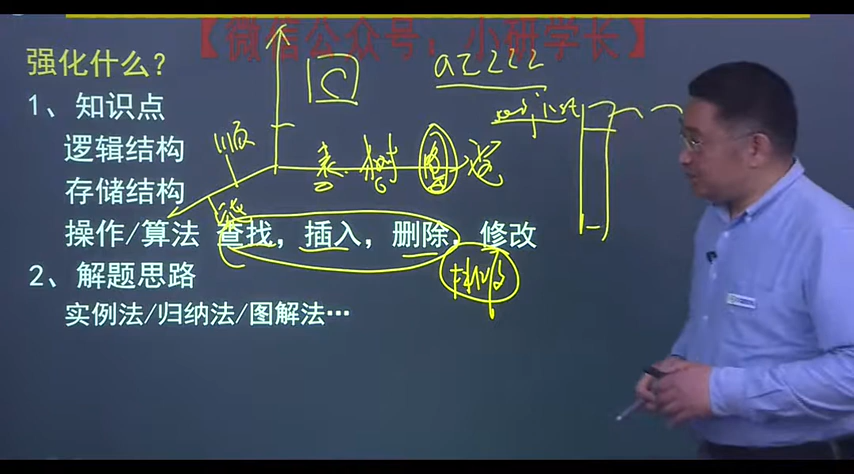 【微信公众号：小研学长】
强化什么？
1、知识点
逻辑结构
存储结构
操作/算法 查找，插入，删除，修改
2、解题思路
实例法/归纳法/图解法…
顺
表 树 图
排序